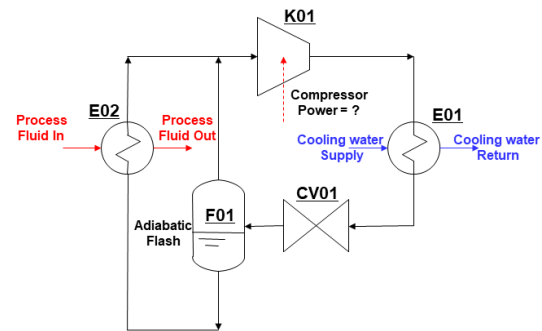 K01
Compressor
Power = ?
E02
Process
Fluid In
Process
Fluid Out
E01
Cooling water
Supply
Cooling water
Return
CV01
F01
Adiabatic
Flash